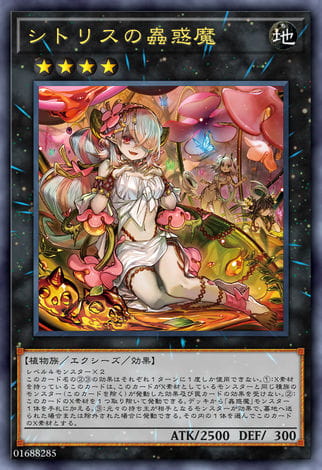 シトリスの蟲惑魔
地
【植物族/エクシーズ/効果】
レベル4モンスター×2
このカード名の②③の効果はそれぞれ1ターンに1度しか使用できない。①:X素材
を持っているこのカードは、このカードがX素材としているモンスターと同じ種族の
モンスター(このカードを除く)が発動した効果及び罠カードの効果を受けない。②:
このカードのX素材を1つ取り除いて発動できる。デッキから「蟲惑魔」モンスター
1体を手札に加える。③:元々の持ち主が相手となるモンスターが効果で、墓地へ送
られた場合または除外された場合に発動できる。その内の1体を選んでこのカード
のX素材とする。
ATK/2500 DEF/ 300
01688285